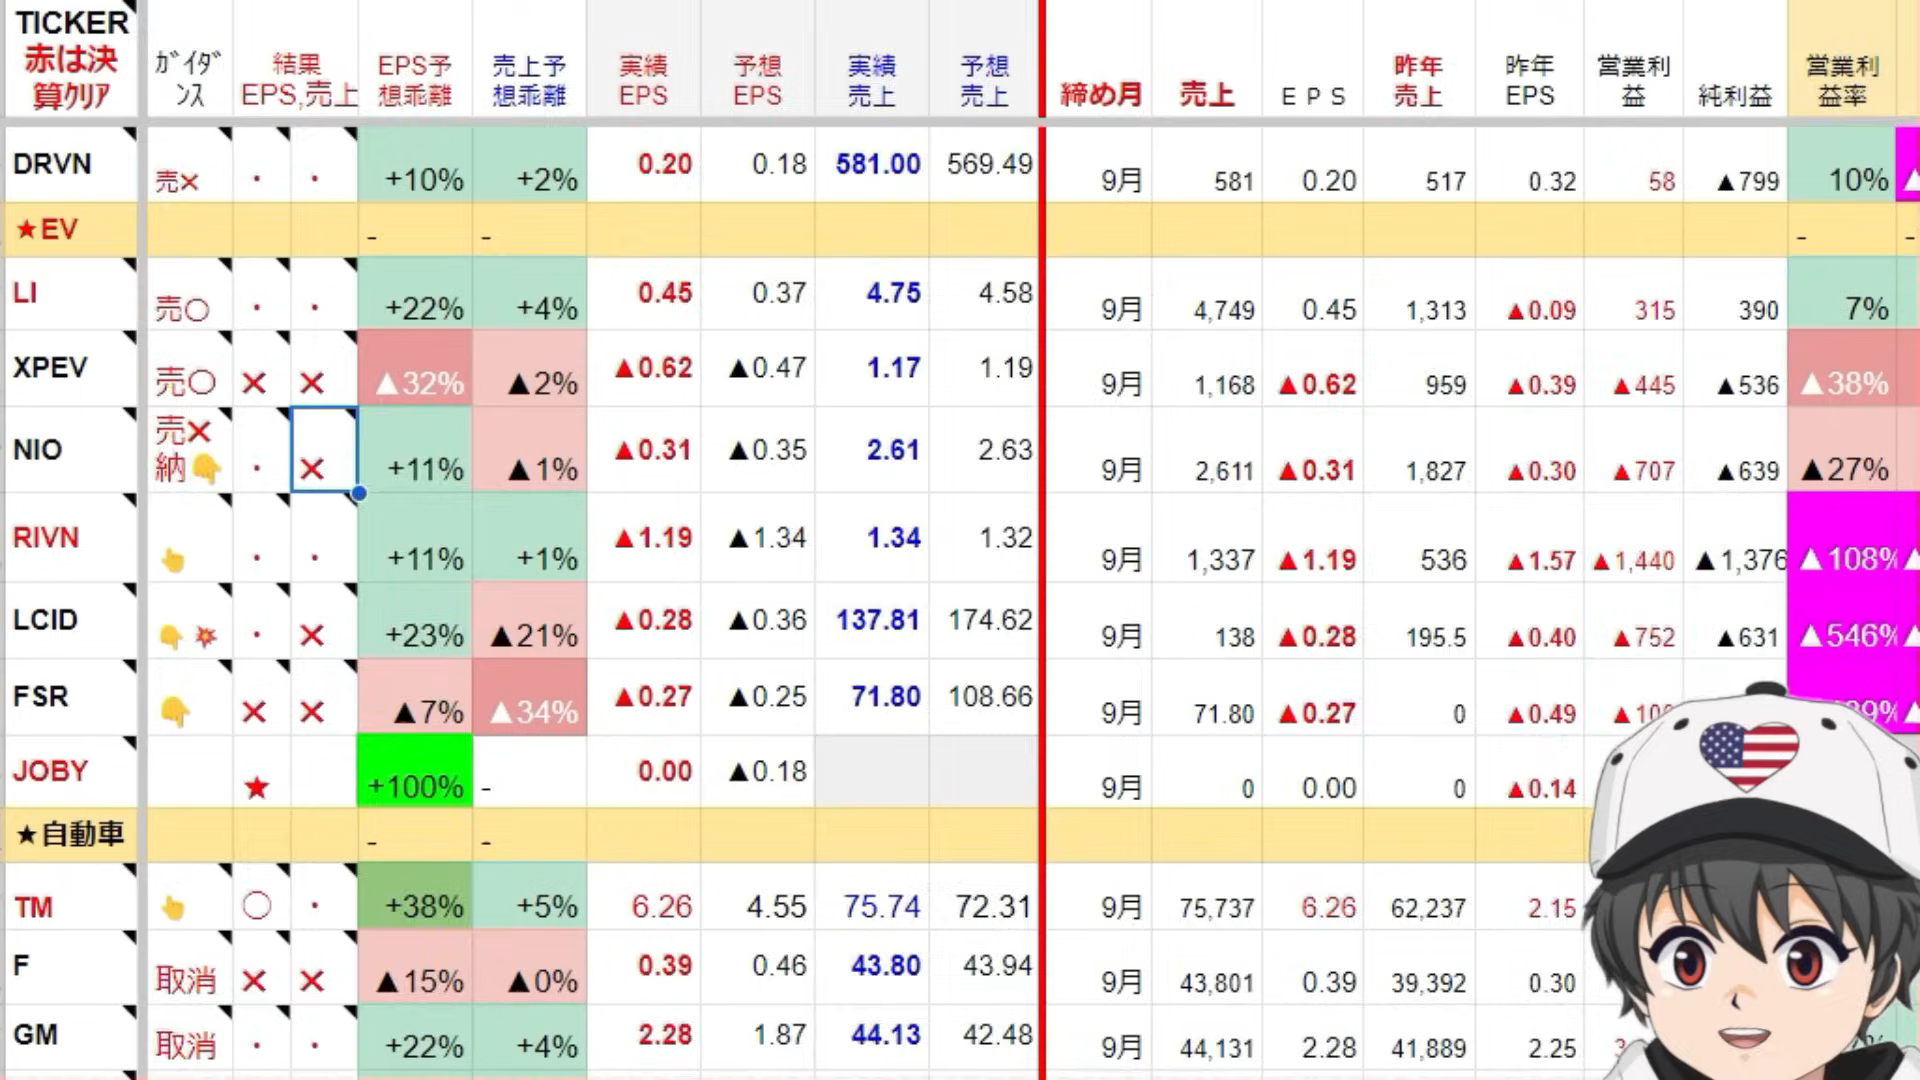 TICKER
赤は決
算ｸﾘｱ
ｶﾞｲﾀﾞ
ﾝｽ
結果
EPS,売上
EPS予
想乖離
売上予
想乖離
実績
EPS
予想
EPS
実績
売上
予想
売上
締め月
売上
ＥＰＳ
昨年
売上
昨年
EPS
営業利
益
純利益
営業利
益率
DRVN 売✕ ・ ・ +10% +2% 0.20 0.18 581.00 569.49 9月 581 0.20 517 0.32 58 ▲799 10%
★EV - - - -
LI 売〇 ・ ・ +22% +4% 0.45 0.37 4.75 4.58 9月 4,749 0.45 1,313 ▲0.09 315 390 7%
XPEV 売〇 ✕ ✕ ▲32% ▲2% ▲0.62 ▲0.47 1.17 1.19 9月 1,168 ▲0.62 959 ▲0.39 ▲445 ▲536 ▲38%
NIO 売✕
納👇 ・ ✕ +11% ▲1% ▲0.31 ▲0.35 2.61 2.63 9月 2,611 ▲0.31 1,827 ▲0.30 ▲707 ▲639 ▲27%
RIVN 👆 ・ ・ +11% +1% ▲1.19 ▲1.34 1.34 1.32 9月 1,337 ▲1.19 536 ▲1.57 ▲1,440 ▲1,376 ▲108%
LCID 👇💥 ・ ✕ +23% ▲21% ▲0.28 ▲0.36 137.81 174.62 9月 138 ▲0.28 195.5 ▲0.40 ▲752 ▲631 ▲546%
FSR 👇 ✕ ✕ ▲7% ▲34% ▲0.27 ▲0.25 71.80 108.66 9月 71.80 ▲0.27 0 ▲0.49
JOBY ★ +100% - 0.00 ▲0.18 9月 0 0.00 0 ▲0.14
★自動車 - -
TM 👆 〇 ・ +38% +5% 6.26 4.55 75.74 72.31 9月 75,737 6.26 62,237 2.15
F 取消 ✕ ✕ ▲15% ▲0% 0.39 0.46 43.80 43.94 9月 43,801 0.39 39,392 0.30
GM 取消 ・ ・ +22% +4% 2.28 1.87 44.13 42.48 9月 44,131 2.28 41,889 2.25